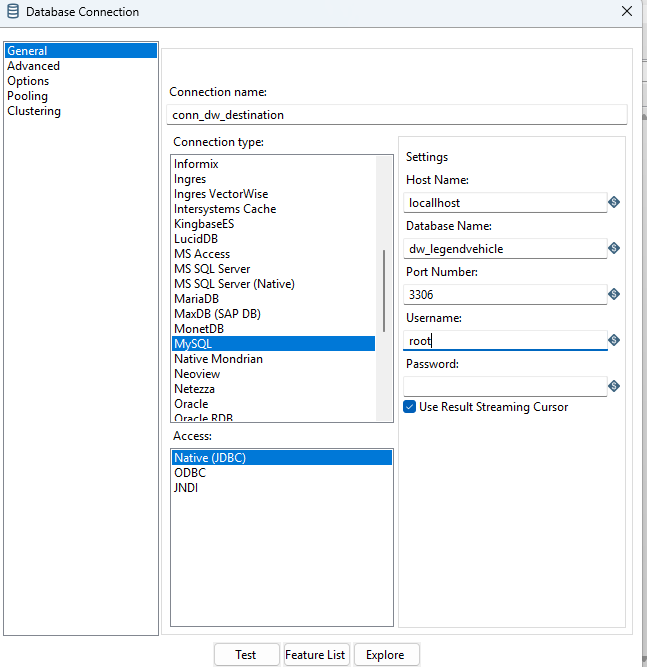 Database Connection
General
Advanced
Options
Pooling
Clustering
Connection name:
conn_dw_destination
Connection type:
Informix
Ingres
Ingres VectorWise
Intersystems Cache
KingbaseES
LucidDB
MS Access
MS SQL Server
MS SQL Server (Native)
MariaDB
MaxDB (SAP DB)
MonetDB
MySQL
Native Mondrian
Neoview
Netezza
Oracle
Oracle RDB
Access:
Native (JDBC)
ODBC
JNDI
Settings
Host Name:
locallhost
Database Name:
dw_legendvehicle
Port Number:
3306
Username:
root
Password:
Use Result Streaming Cursor
Test
Feature List
Explore